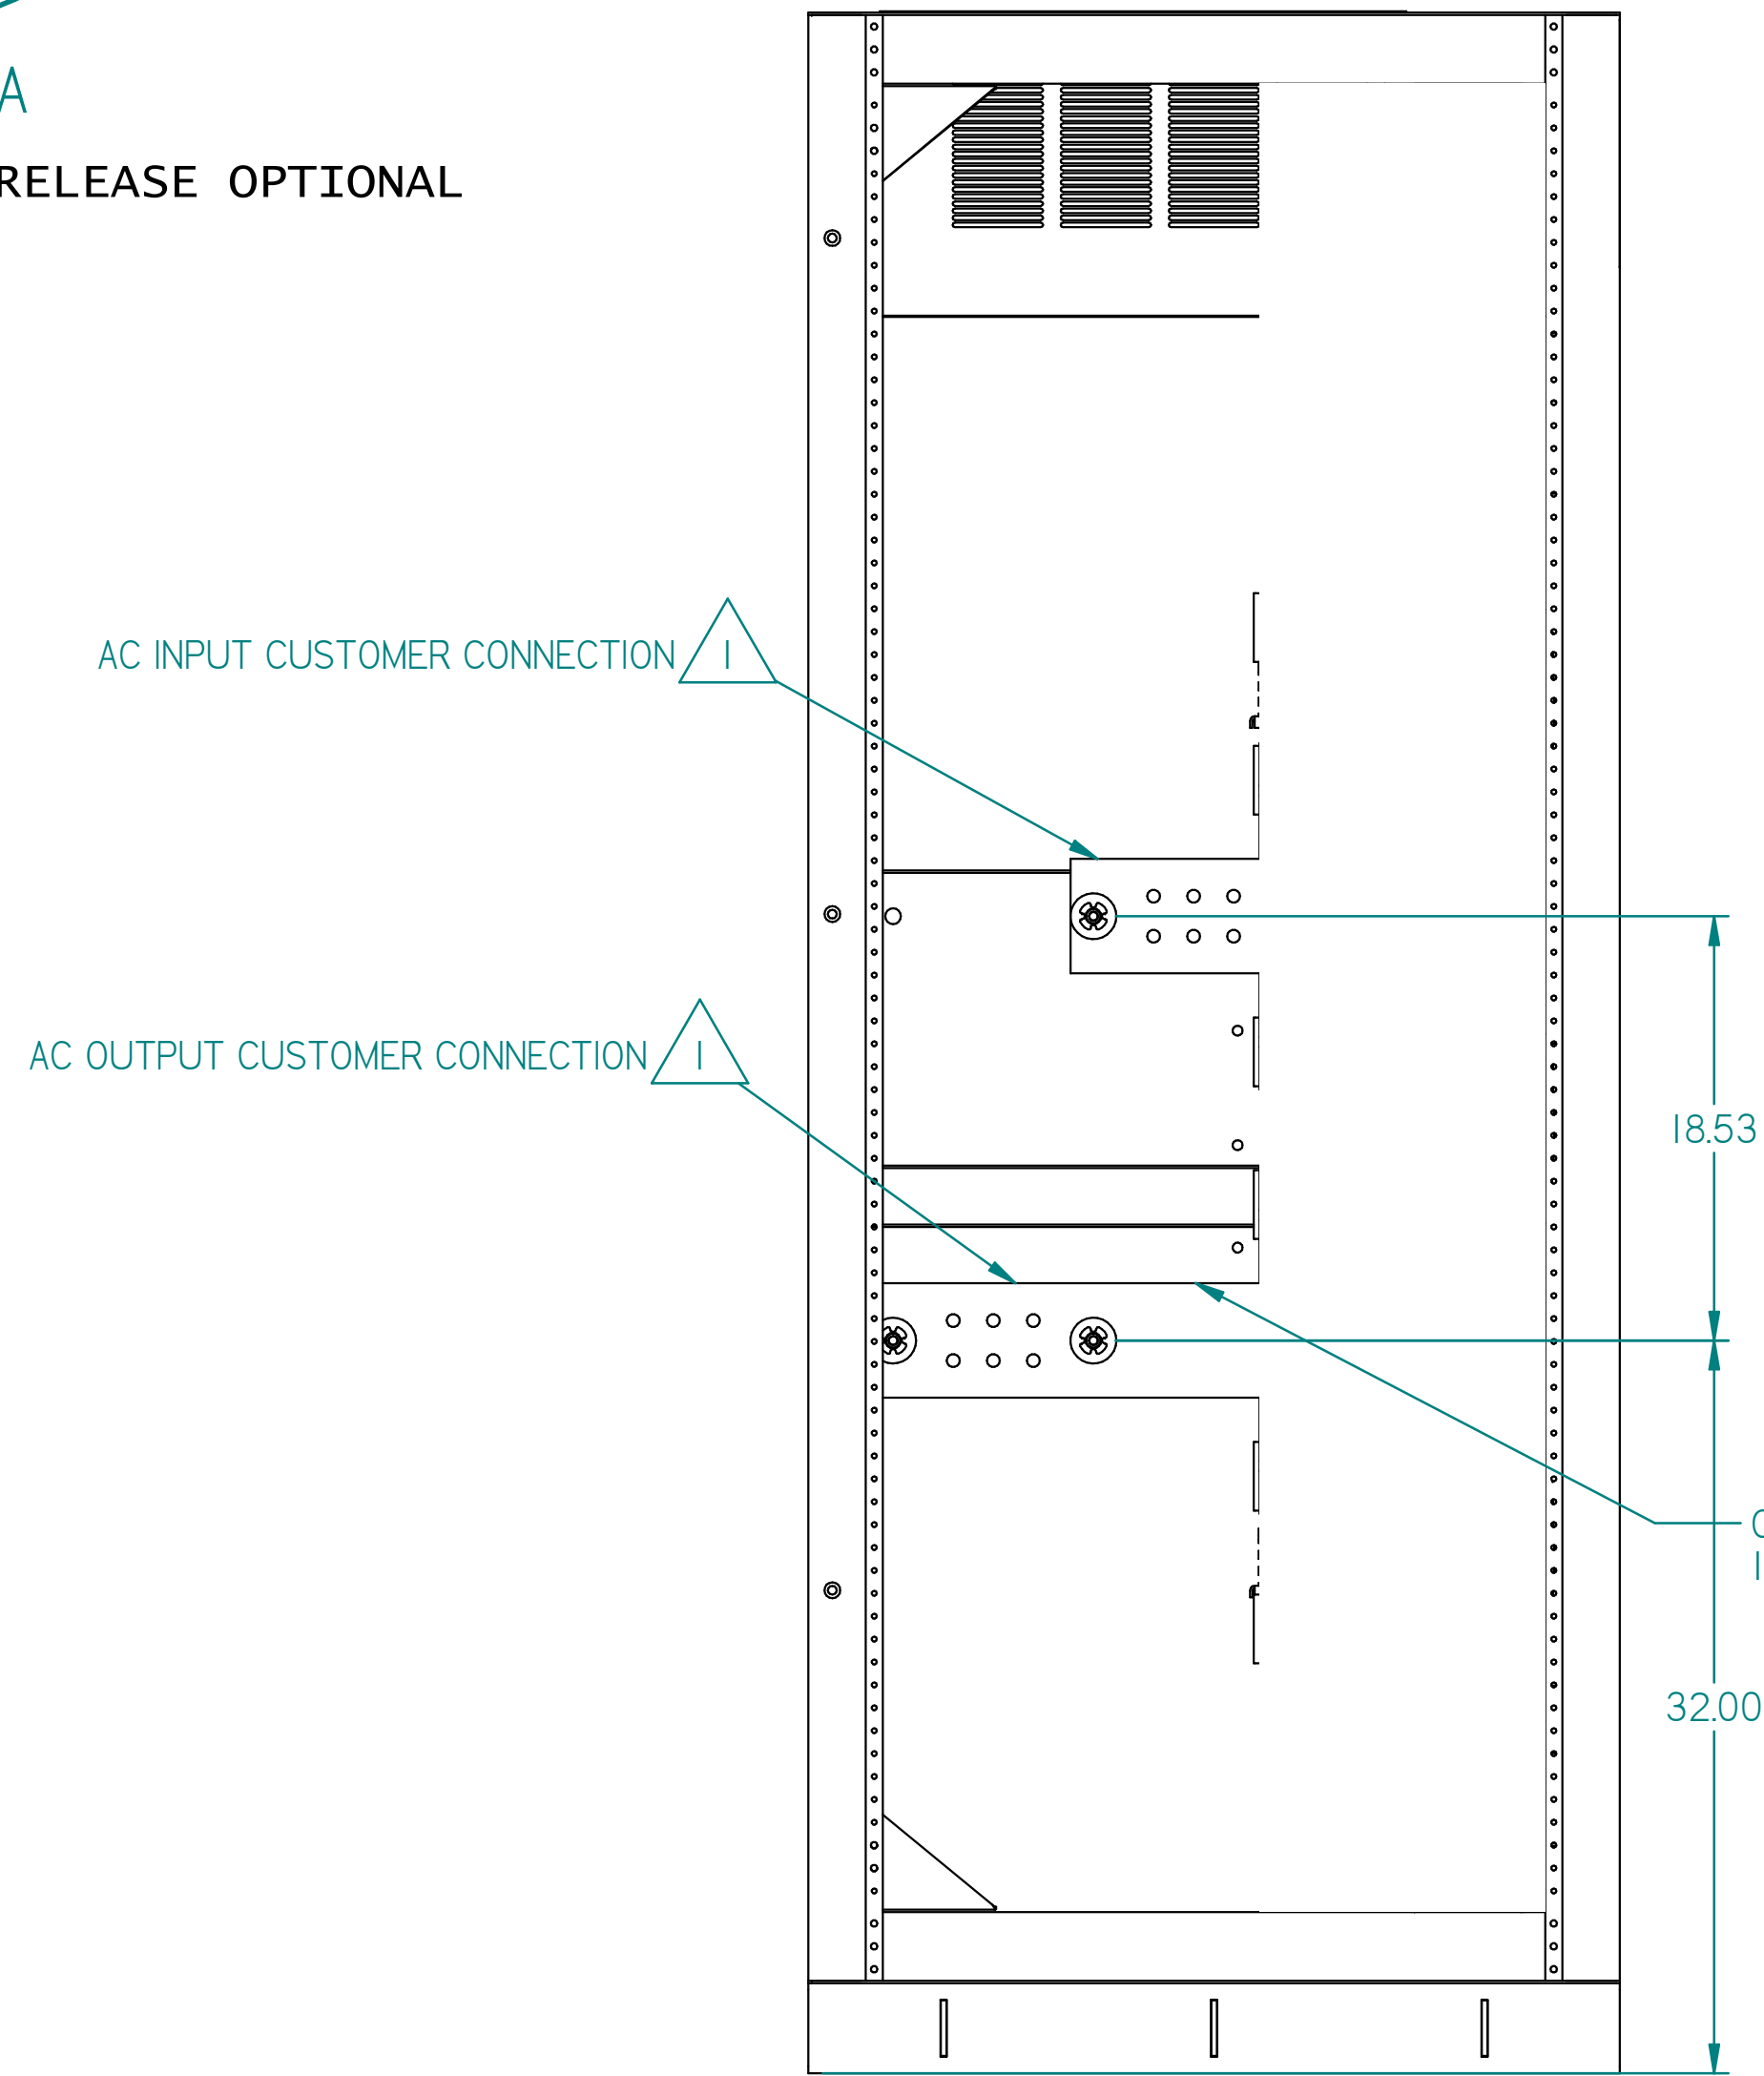 A
RELEASE OPTIONAL
AC INPUT CUSTOMER CONNECTION 1
AC OUTPUT CUSTOMER CONNECTION 1
18.53
32.00